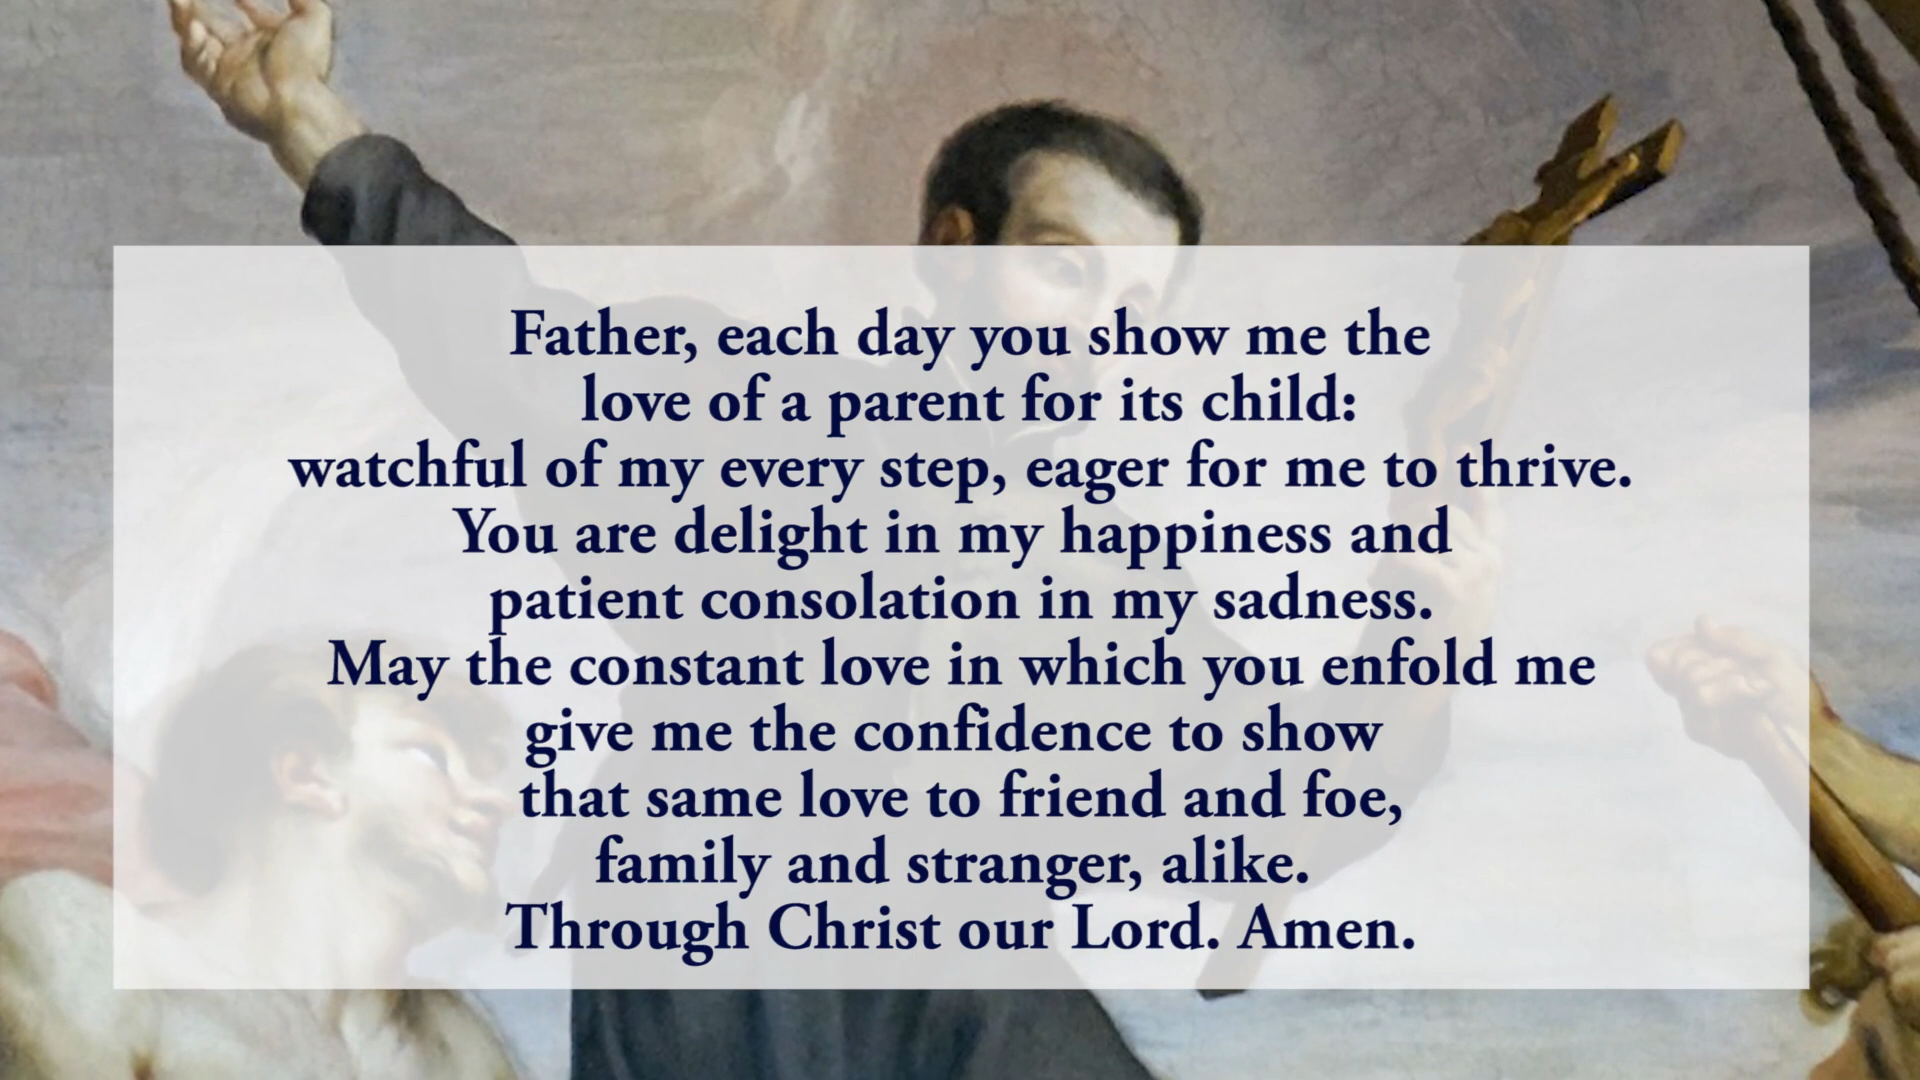 Father, each day you show me the
love of a parent for its child:
watchful of my every step, eager for me to thrive.
You are delight in my happiness and
patient consolation in my sadness.
May the constant love in which you enfold me
give me the confidence to show
that same love to friend and foe,
family and stranger, alike.
Through Christ our Lord. Amen.